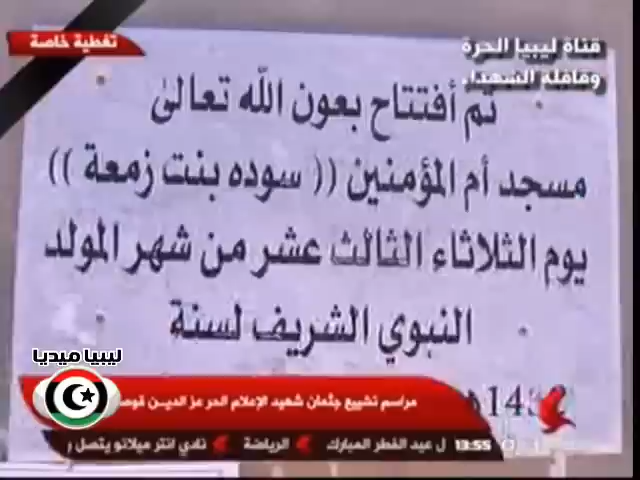 تغطية خاصة
قناة ليبيا الحرة
وقافلة الشهداء
تم أفتتاح بعون الله تعالى
مسجد أم المؤمنين (( سوده بنت زمعة ))
يوم الثلاثاء الثالث عشر من شهر المولد
النبوي الشريف لسنة
ليبيا ميديا
مراسم تشييع جثمان شهيد الإعلام الحر عز الدين
ل عيد الفطر المبارك
الرياضة
نادي انتر ميلانو يتصل
13:55